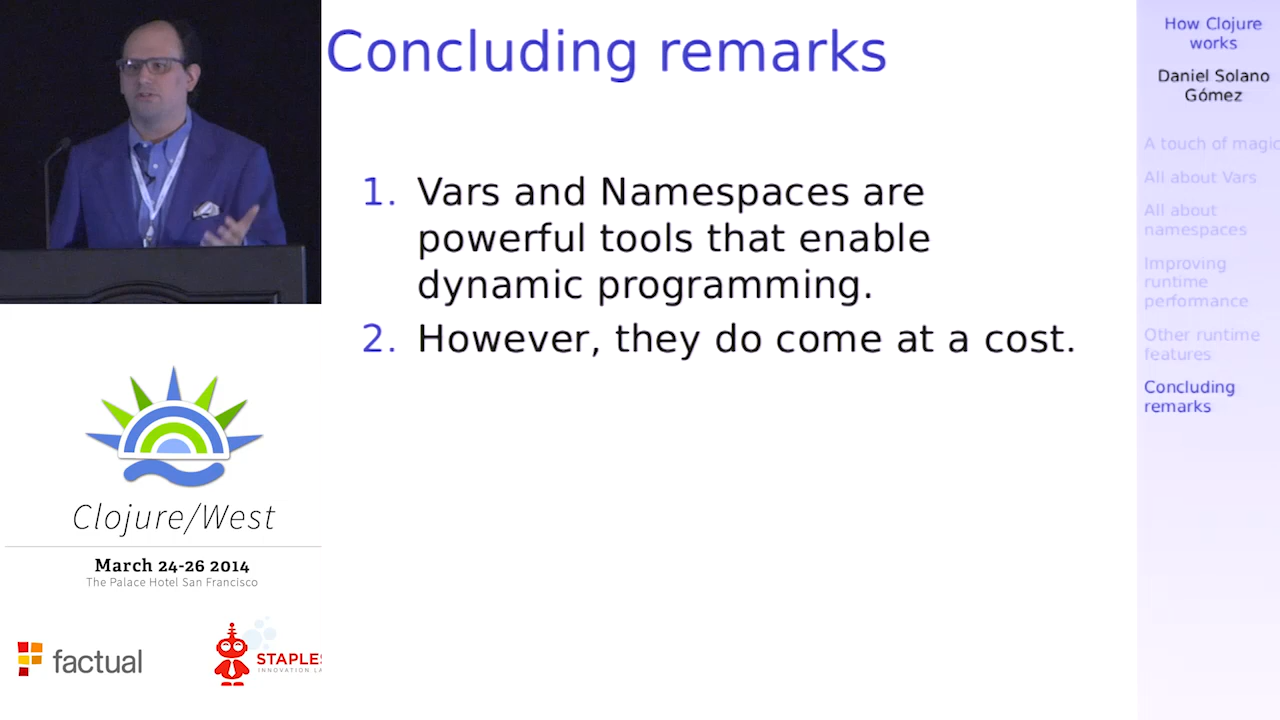 Concluding remarks
1. Vars and Namespaces are
powerful tools that enable
dynamic programming.
2. However, they do come at a cost.
How Clojure
works
Daniel Solano
Gómez
A touch of magic
All about Vars
All about
namespaces
Improving
runtime
performance
Other runtime
features
Concluding
remarks
Clojure/West
March 24-26 2014
The Palace Hotel San Francisco
factual
STAPLES
INNOVATION LA